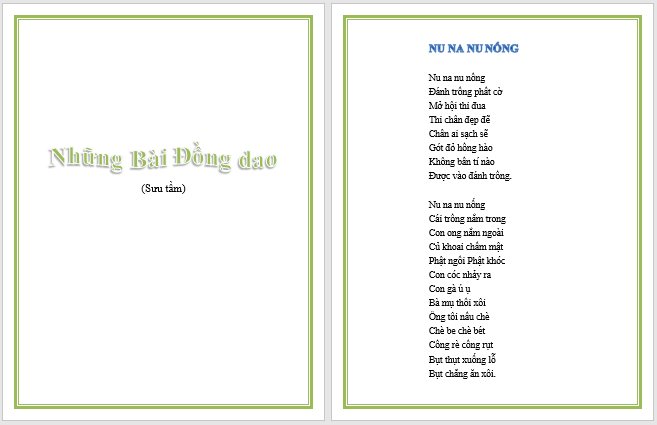 Những Bài Đồng dao
(Sưu tầm)
NU NA NU NỐNG
Nu na nu nống
Đánh trống phất cờ
Mở hội thi đua
Thi chân đẹp đẽ
Chân ai sạch sẽ
Gót đỏ hồng hào
Không bẩn tí nào
Được vào đánh trống.
Nu na nu nống
Cái trống nằm trong
Con ong nằm ngoài
Củ khoai chấm mật
Phật ngồi Phật khóc
Con cóc nhảy ra
Con gà ú ụ
Bà mụ thổi xôi
Ông tôi nấu chè
Chè be chè bét
Cống rè cống rụt
Bụt thụt xuống lỗ
Bụt chẳng ăn xôi.